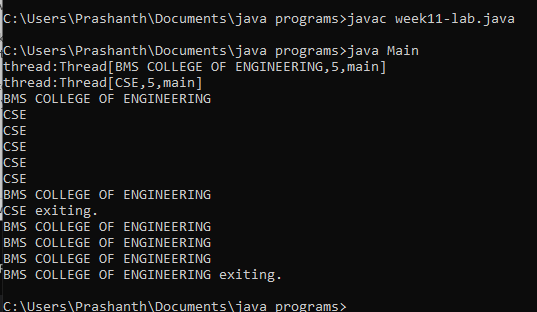 C:\Users\Prashanth\Documents\java programs>javac week11-lab.java
C:\Users\Prashanth\Documents\java programs>java Main
thread:Thread[BMS COLLEGE OF ENGINEERING,5,main]
thread:Thread[CSE,5,main]
BMS COLLEGE OF ENGINEERING
CSE
CSE
CSE
CSE
CSE
BMS COLLEGE OF ENGINEERING
CSE exiting.
BMS COLLEGE OF ENGINEERING
BMS COLLEGE OF ENGINEERING
BMS COLLEGE OF ENGINEERING
BMS COLLEGE OF ENGINEERING exiting.
C:\Users\Prashanth\Documents\java programs>